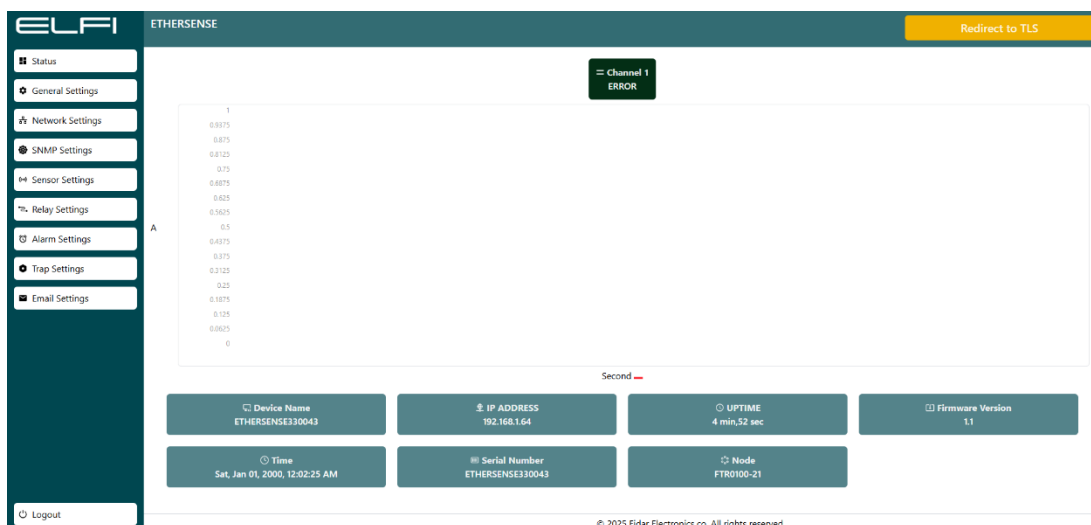 ELFI
ETHERSENSE
Redirect to TLS
Status
General Settings
Network Settings
SNMP Settings
Sensor Settings
Relay Settings
Alarm Settings
Trap Settings
Email Settings
Logout
Channel 1
ERROR
1
0.9375
0.875
0.8125
0.75
0.6875
0.625
0.5625
0.5
0.4375
0.375
0.3125
0.25
0.1875
0.125
0.0625
0
A
Second
Device Name
ETHERSENSE330043
IP ADDRESS
192.168.1.64
UPTIME
4 min,52 sec
Firmware Version
1.1
Time
Sat, Jan 01, 2000, 12:02:25 AM
Serial Number
ETHERSENSE330043
Node
FTR0100-21
© 2025 Fidar Electronics co. All rights reserved